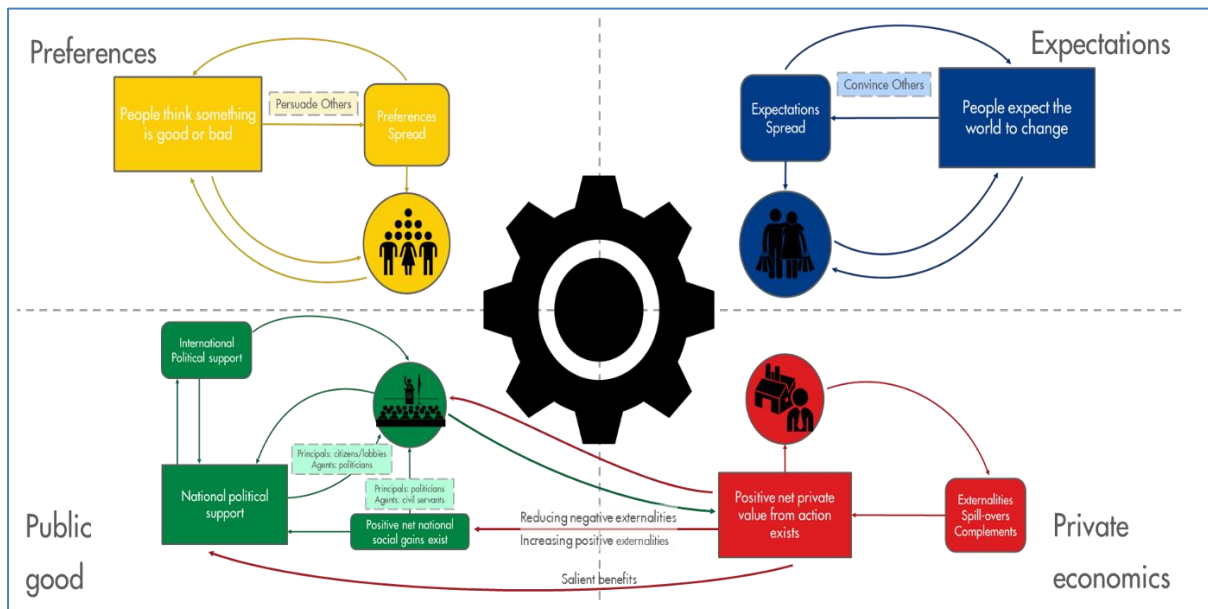 Preferences
People think something
is good or bad
Persuade Others
Preferences
Spread
Expectations
Expectations
Spread
Convince Others
People expect the
world to change
International
Political support
Principals: citizens/lobbies
Agents: politicians
National political
support
Principals: politicians
Agents: civil servants
Positive net national
social gains exist
Public
good
Reducing negative externalities
Increasing positive externalities
Salient benefits
Positive net private
value from action
exists
Externalities
Spill-overs
Complements
Private
economics